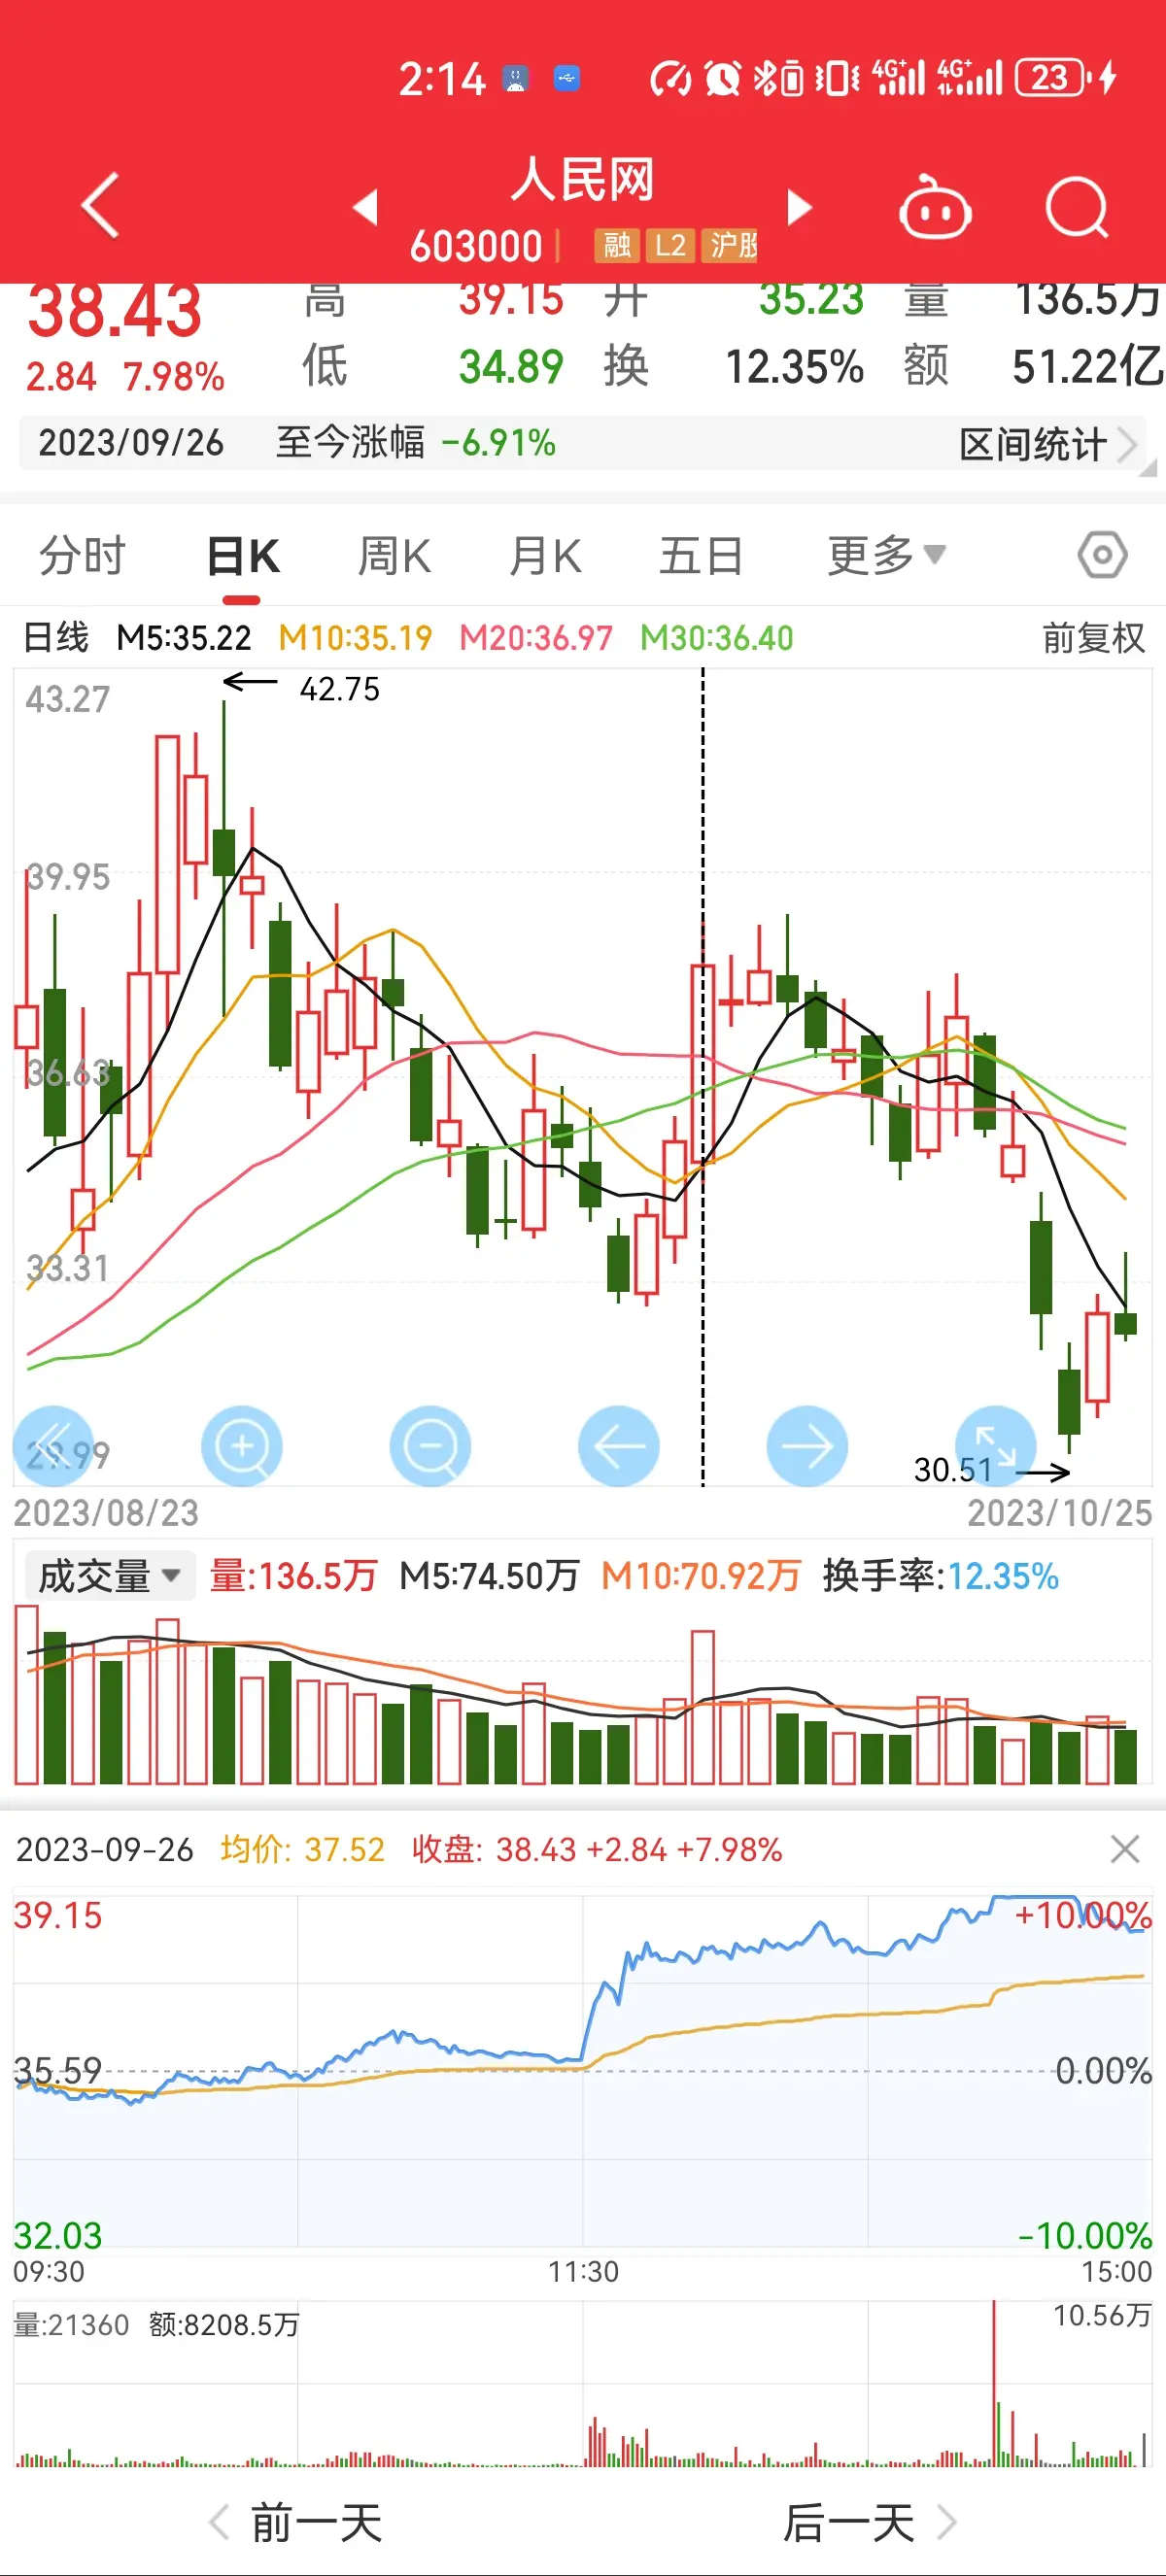 2:14 4G+ 4G+ 23
人民网
603000 融 L2 沪股
38.43 高 39.15 开 35.23 量 136.5万
2.84 7.98% 低 34.89 换 12.35% 额 51.22亿
2023/09/26 至今涨幅 -6.91% 区间统计
分时 日K 周K 月K 五日 更多
日线 M5:35.22 M10:35.19 M20:36.97 M30:36.40 前复权
43.27 42.75
39.95
36.63
33.31
29.99 30.51
2023/08/23 2023/10/25
成交量 量:136.5万 M5:74.50万 M10:70.92万 换手率:12.35%
2023-09-26 均价: 37.52 收盘: 38.43 +2.84 +7.98%
39.15 +10.00%
35.59 0.00%
32.03 -10.00%
09:30 11:30 15:00
量:21360 额:8208.5万 10.56万
前一天 后一天